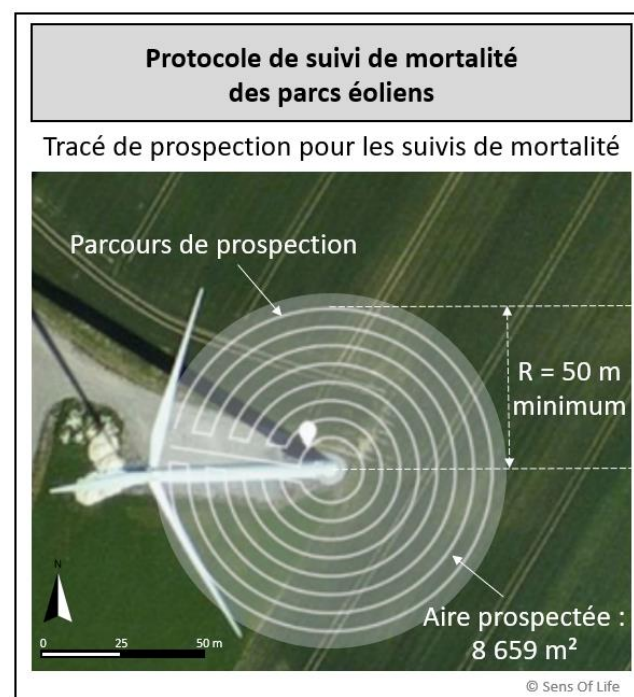 Protocole de suivi de mortalité
des parcs éoliens
Tracé de prospection pour les suivis de mortalité
Parcours de prospection
R = 50 m
minimum
Aire prospectée :
8 659 m²
N
0 25 50 m
© Sens Of Life